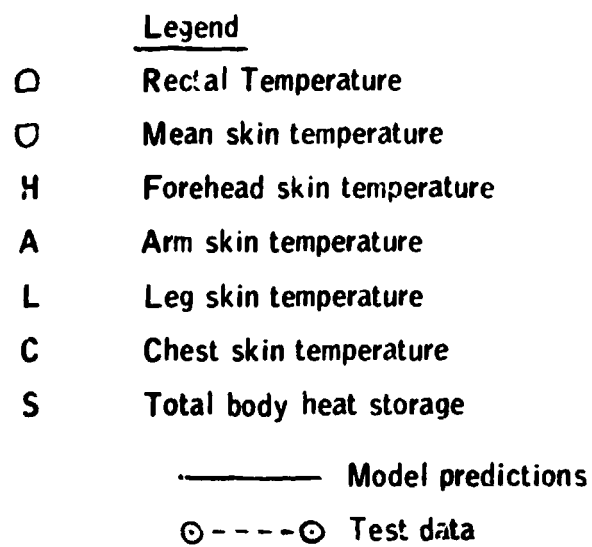 Legend
Rectal Temperature
Mean skin temperature
H Forehead skin temperature
A Arm skin temperature
L Leg skin temperature
C Chest skin temperature
S Total body heat storage
Model predictions
Test data